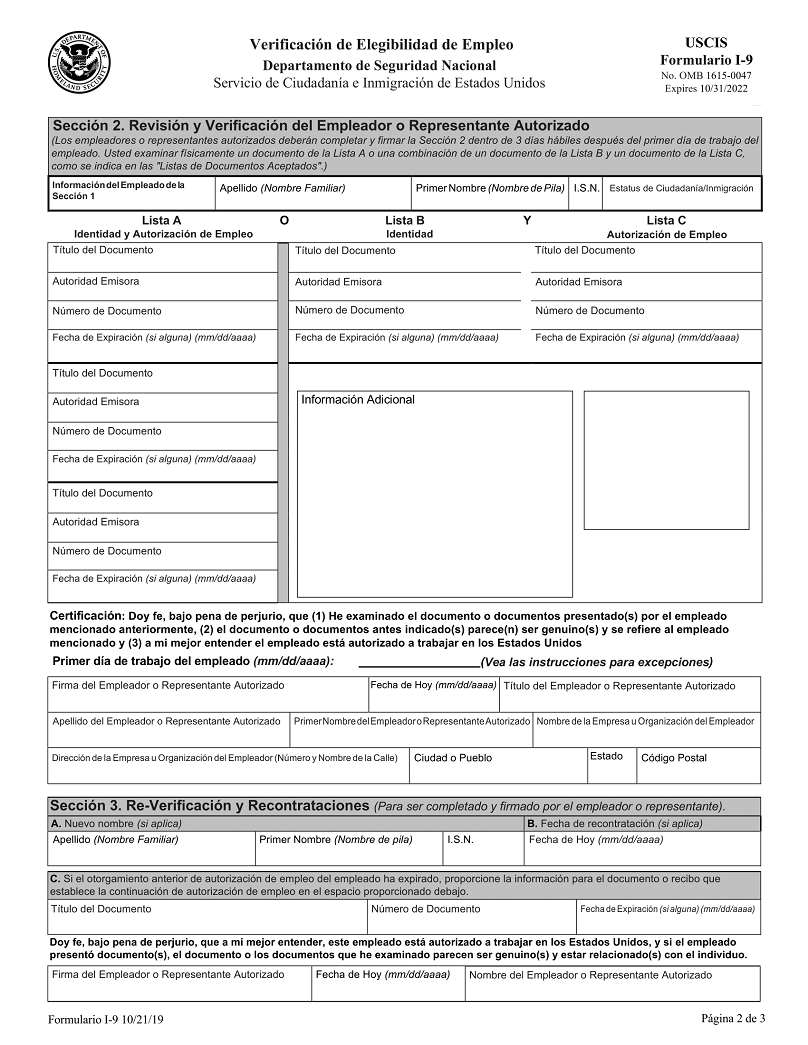 U.S. DEPARTMENT OF HOMELAND SECURITY
Verificación de Elegibilidad de Empleo
Departamento de Seguridad Nacional
Servicio de Ciudadanía e Inmigración de Estados Unidos
USCIS
Formulario I-9
No. OMB 1615-0047
Expires 10/31/2022
Sección 2. Revisión y Verificación del Empleador o Representante Autorizado
(Los empleadores o representantes autorizados deberán completar y firmar la Sección 2 dentro de 3 días hábiles después del primer día de trabajo del
empleado. Usted examinar físicamente un documento de la Lista A o una combinación de un documento de la Lista B y un documento de la Lista C,
como se indica en las "Listas de Documentos Aceptados".)
Información del Empleado de la
Sección 1
Apellido (Nombre Familiar)
Primer Nombre (Nombre de Pila)
I.S.N.
Estatus de Ciudadanía/Inmigración
Lista A
Identidad y Autorización de Empleo
O
Lista B
Identidad
Y
Lista C
Autorización de Empleo
Título del Documento
Autoridad Emisora
Número de Documento
Fecha de Expiración (si alguna) (mm/dd/aaaa)
Título del Documento
Autoridad Emisora
Número de Documento
Fecha de Expiración (si alguna) (mm/dd/aaaa)
Título del Documento
Autoridad Emisora
Número de Documento
Fecha de Expiración (si alguna) (mm/dd/aaaa)
Título del Documento
Autoridad Emisora
Número de Documento
Fecha de Expiración (si alguna) (mm/dd/aaaa)
Título del Documento
Autoridad Emisora
Número de Documento
Fecha de Expiración (si alguna) (mm/dd/aaaa)
Información Adicional
Certificación: Doy fe, bajo pena de perjurio, que (1) He examinado el documento o documentos presentado(s) por el empleado
mencionado anteriormente, (2) el documento o documentos antes indicado(s) parece(n) ser genuino(s) y se refiere al empleado
mencionado y (3) a mi mejor entender el empleado está autorizado a trabajar en los Estados Unidos
Primer día de trabajo del empleado (mm/dd/aaaa): (Vea las instrucciones para excepciones)
Firma del Empleador o Representante Autorizado
Fecha de Hoy (mm/dd/aaaa)
Título del Empleador o Representante Autorizado
Apellido del Empleador o Representante Autorizado
Primer Nombre del Empleador o Representante Autorizado
Nombre de la Empresa u Organización del Empleador
Dirección de la Empresa u Organización del Empleador (Número y Nombre de la Calle)
Ciudad o Pueblo
Estado
Código Postal
Sección 3. Re-Verificación y Recontrataciones (Para ser completado y firmado por el empleador o representante).
A. Nuevo nombre (si aplica)
B. Fecha de recontratación (si aplica)
Apellido (Nombre Familiar)
Primer Nombre (Nombre de pila)
I.S.N.
Fecha de Hoy (mm/dd/aaaa)
C. Si el otorgamiento anterior de autorización de empleo del empleado ha expirado, proporcione la información para el documento o recibo que
establece la continuación de autorización de empleo en el espacio proporcionado debajo.
Título del Documento
Número de Documento
Fecha de Expiración (si alguna) (mm/dd/aaaa)
Doy fe, bajo pena de perjurio, que a mi mejor entender, este empleado está autorizado a trabajar en los Estados Unidos, y si el empleado
presentó documento(s), el documento o los documentos que he examinado parecen ser genuino(s) y estar relacionado(s) con el individuo.
Firma del Empleador o Representante Autorizado
Fecha de Hoy (mm/dd/aaaa)
Nombre del Empleador o Representante Autorizado
Formulario I-9 10/21/19
Página 2 de 3